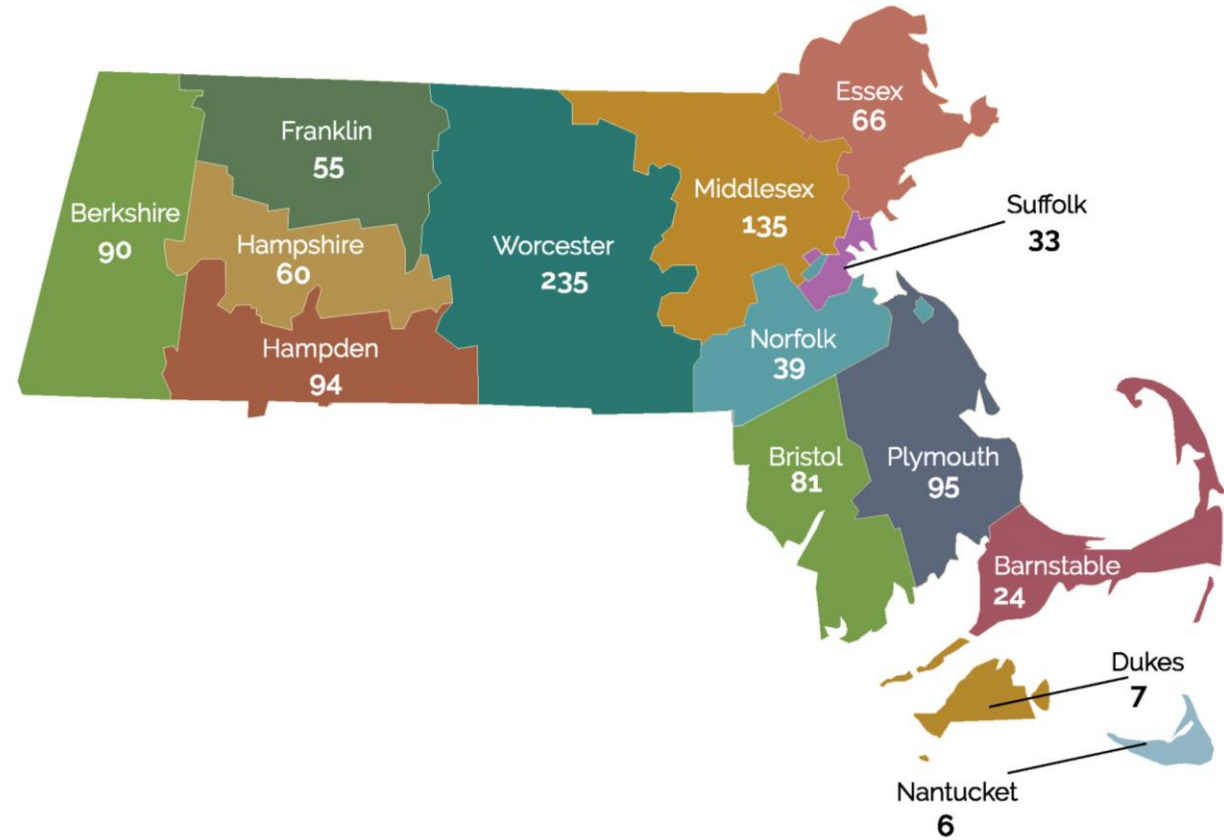 Essex
66
Franklin
55
Middlesex
135
Suffolk
33
Berkshire
90
Hampshire
60
Worcester
235
Norfolk
39
Hampden
94
Bristol
81
Plymouth
95
Barnstable
24
Dukes
7
Nantucket
6